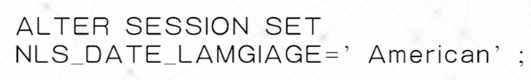 ALTER SESSION SET
NLS_DATE_LAMGIAGE=’ American’ ;